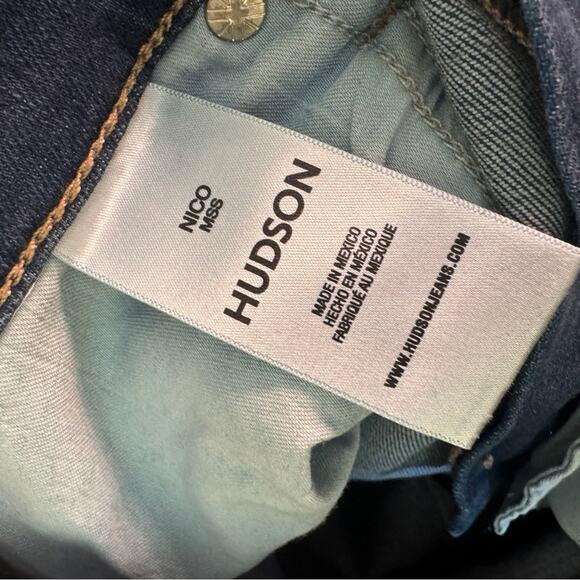 NICO
MSS
HUDSON
MADE IN MEXICO
HECHO EN MÉXICO
FABRIQUÉ AU MEXIQUE
WWW.HUDSONJEANS.COM